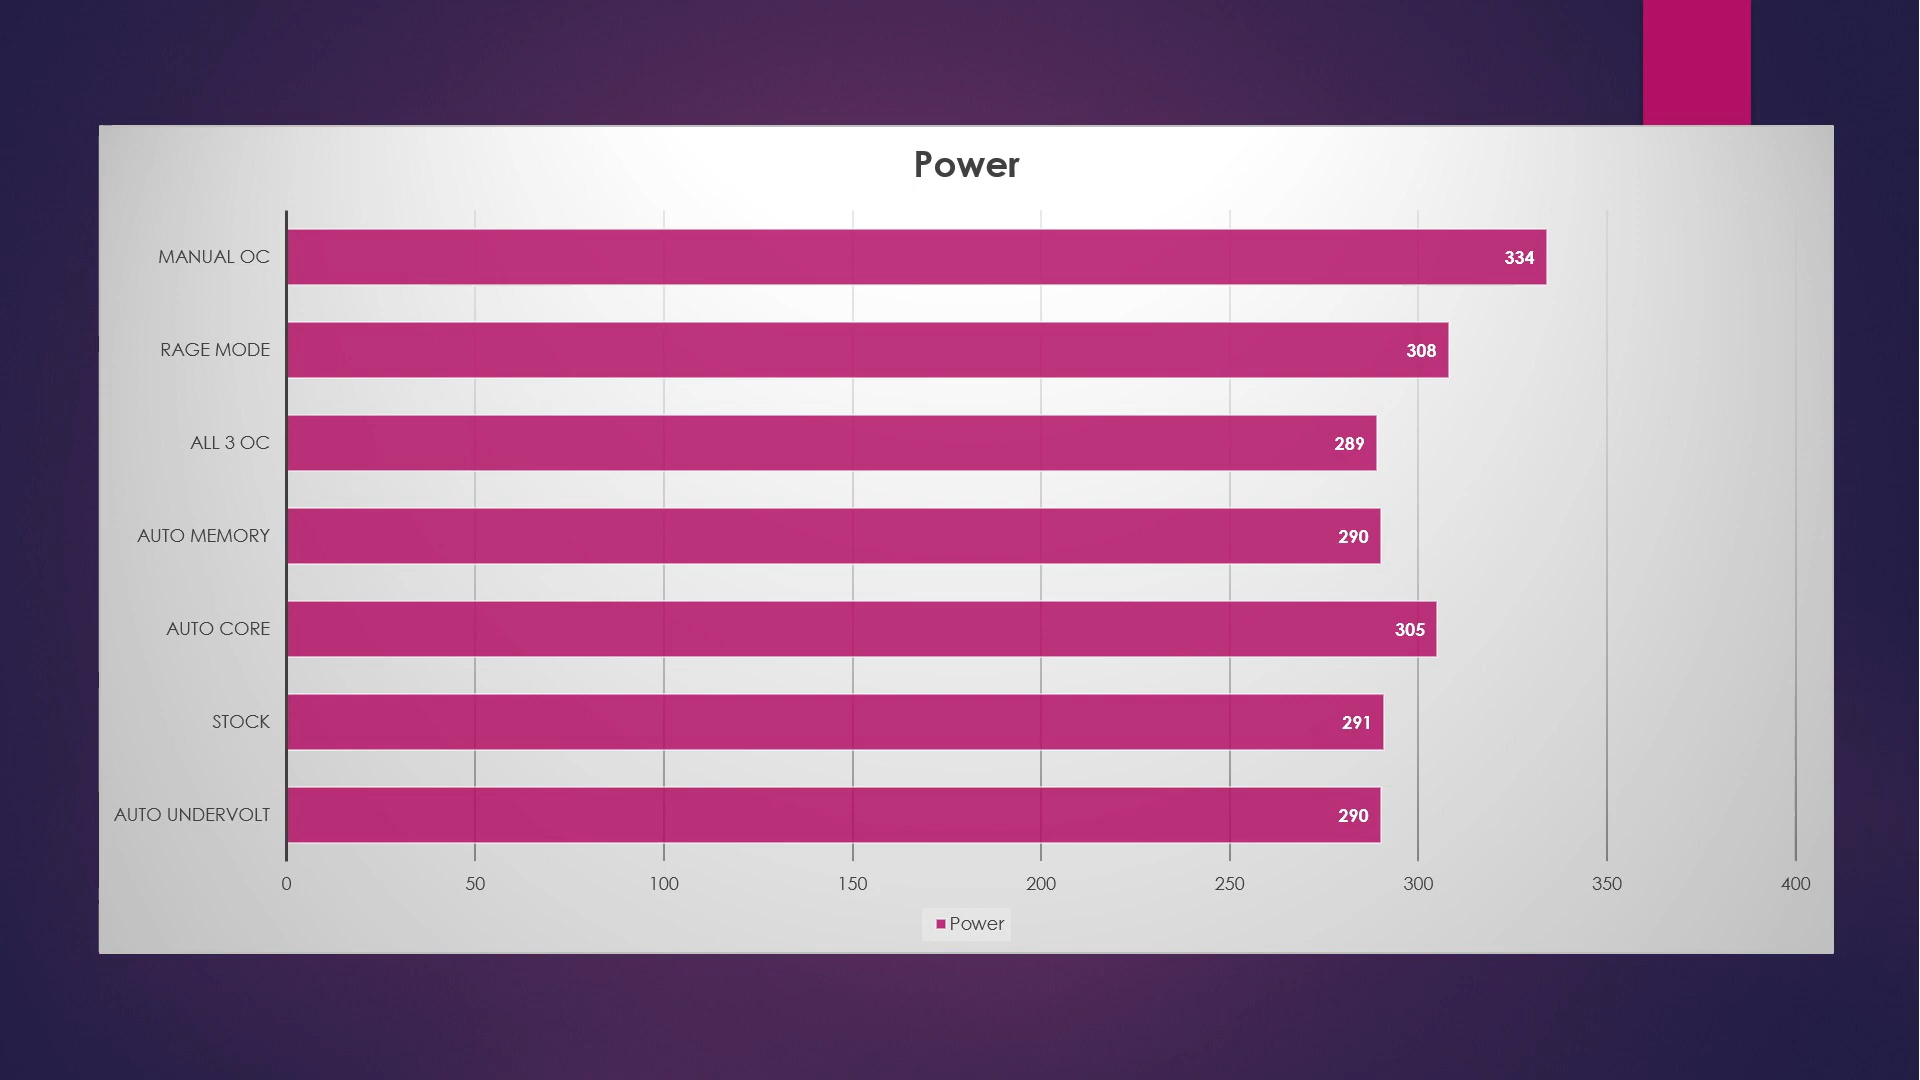 Power
MANUAL OC 334
RAGE MODE 308
ALL 3 OC 289
AUTO MEMORY 290
AUTO CORE 305
STOCK 291
AUTO UNDERVOLT 290
0 50 100 150 200 250 300 350 400
Power